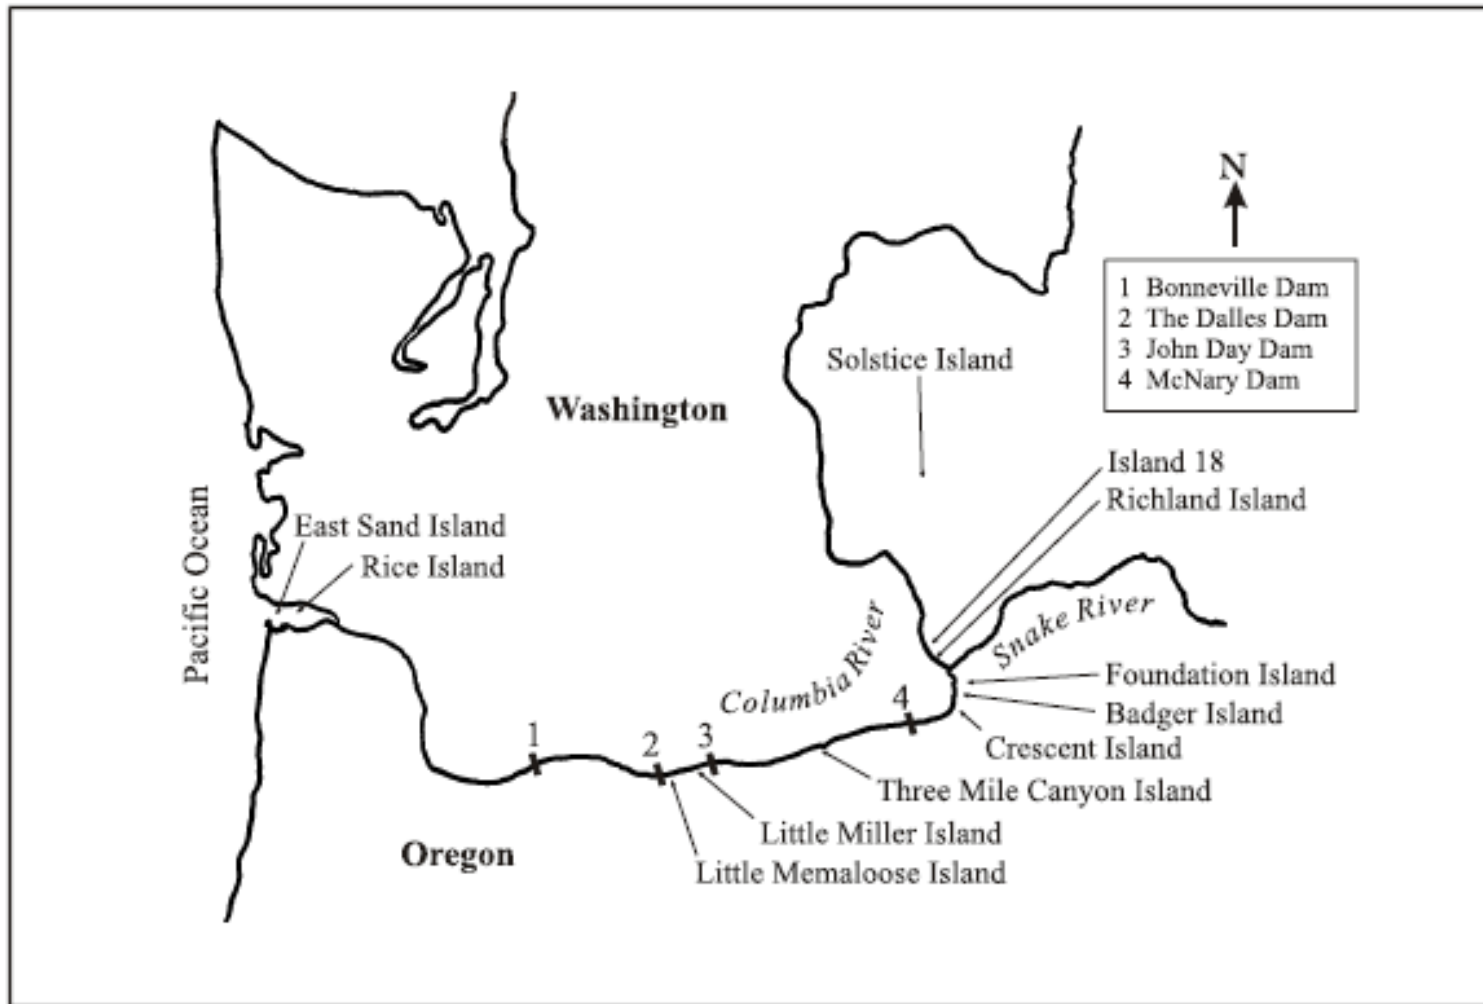 N
1 Bonneville Dam
2 The Dalles Dam
3 John Day Dam
4 McNary Dam
Solstice Island
Washington
Island 18
Richland Island
Pacific Ocean
East Sand Island
Rice Island
Snake River
Columbia River
Foundation Island
Badger Island
Crescent Island
1
2
3
4
Three Mile Canyon Island
Little Miller Island
Oregon
Little Memaloose Island